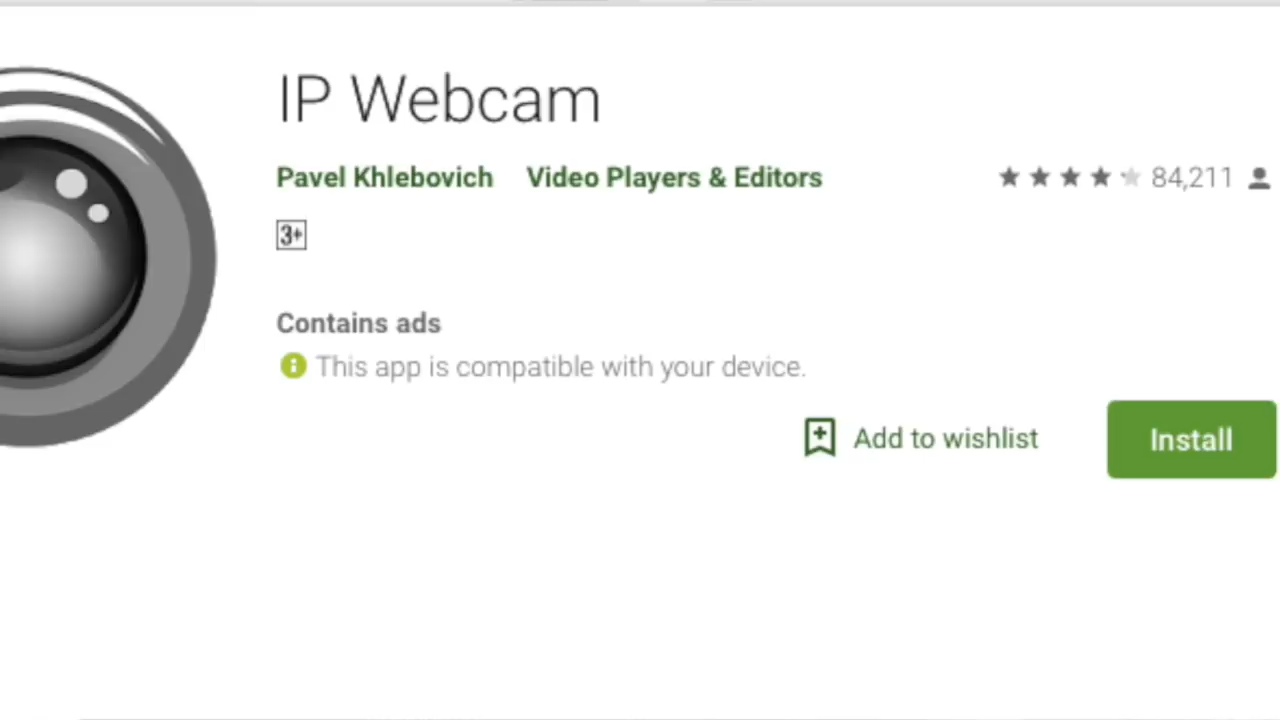 IP Webcam
Pavel Khlebovich Video Players & Editors 84,211
3+
Contains ads
This app is compatible with your device.
Add to wishlist Install